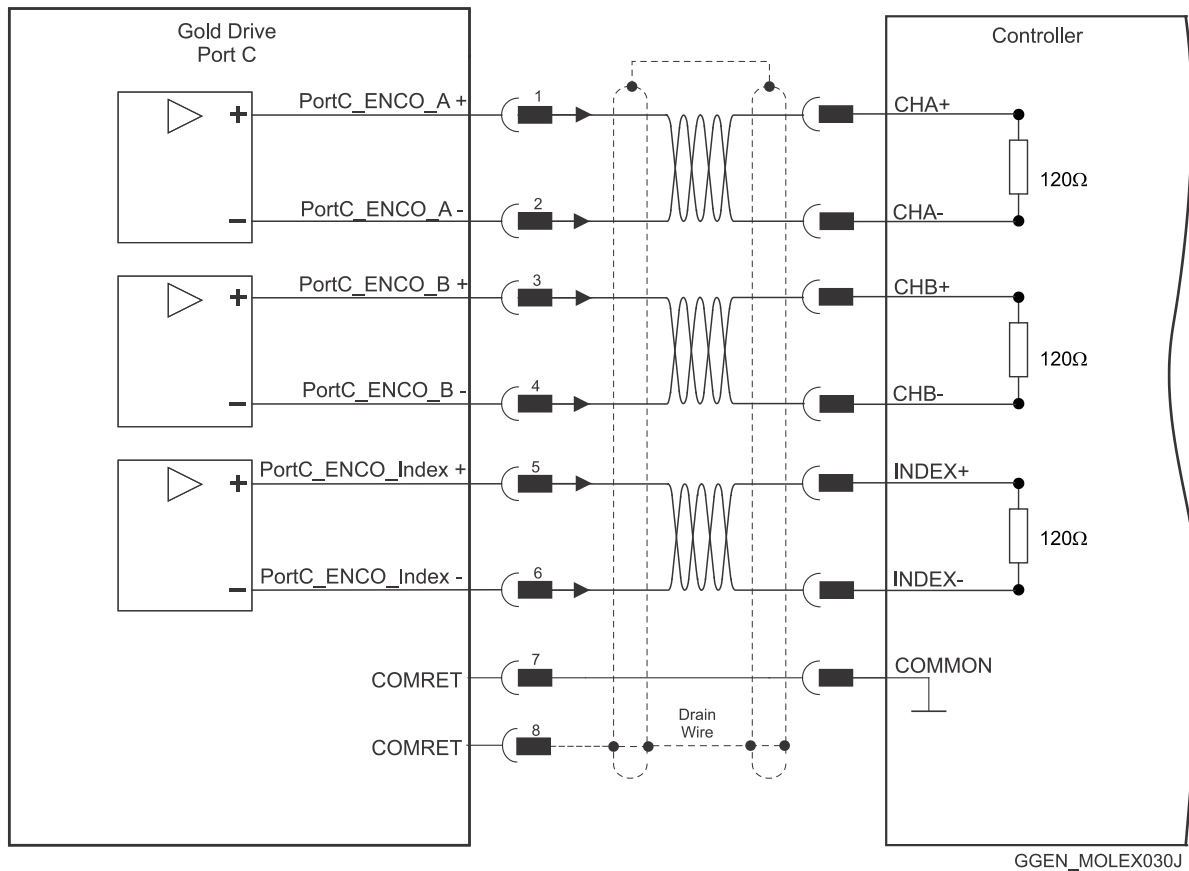 Gold Drive
Port C
Controller
PortC_ENCO_A +
1
CHA+
120Ω
PortC_ENCO_A -
2
CHA-
PortC_ENCO_B +
3
CHB+
120Ω
PortC_ENCO_B -
4
CHB-
PortC_ENCO_Index +
5
INDEX+
120Ω
PortC_ENCO_Index -
6
INDEX-
COMRET
7
COMMON
COMRET
8
Drain
Wire
GGEN_MOLEX030J